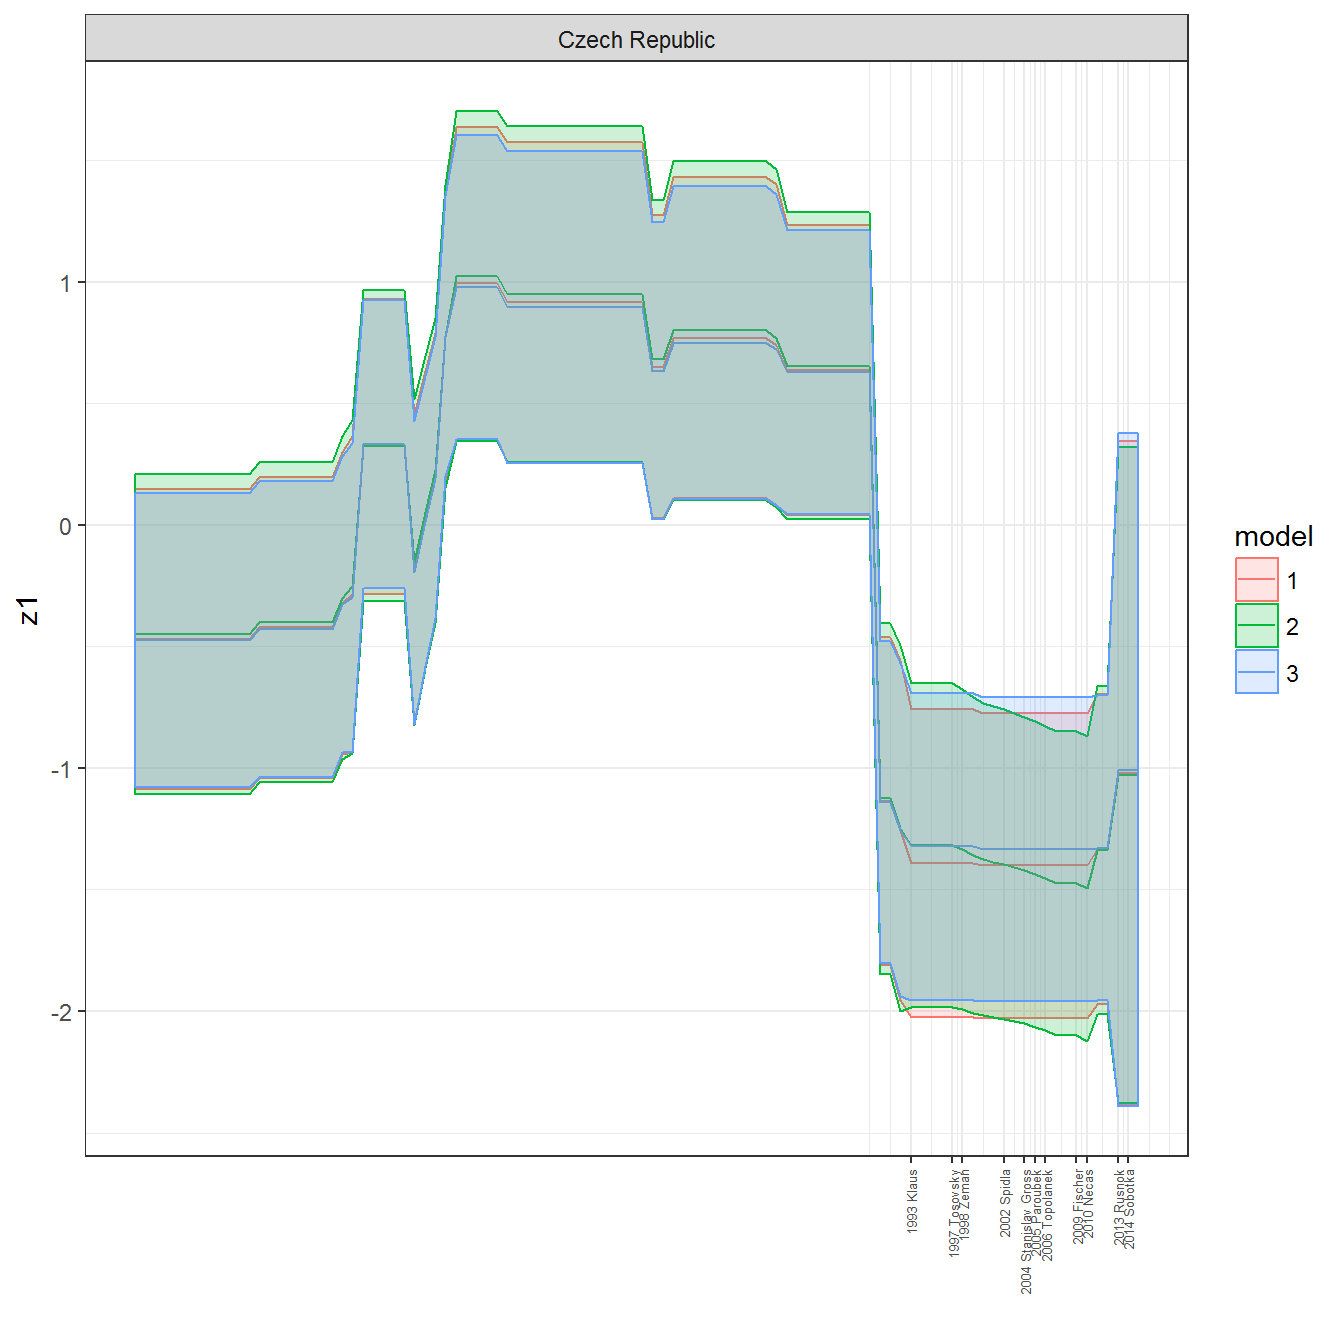 Czech Republic
z1
1
0
-1
-2
model
1
2
3
1993 Klaus
1997 Tosovsky
1998 Zeman
2002 Spidla
2004 Stanislav Gross
2005 Paroubek
2006 Topolanek
2009 Fischer
2010 Necas
2013 Rusnok
2014 Sobotka